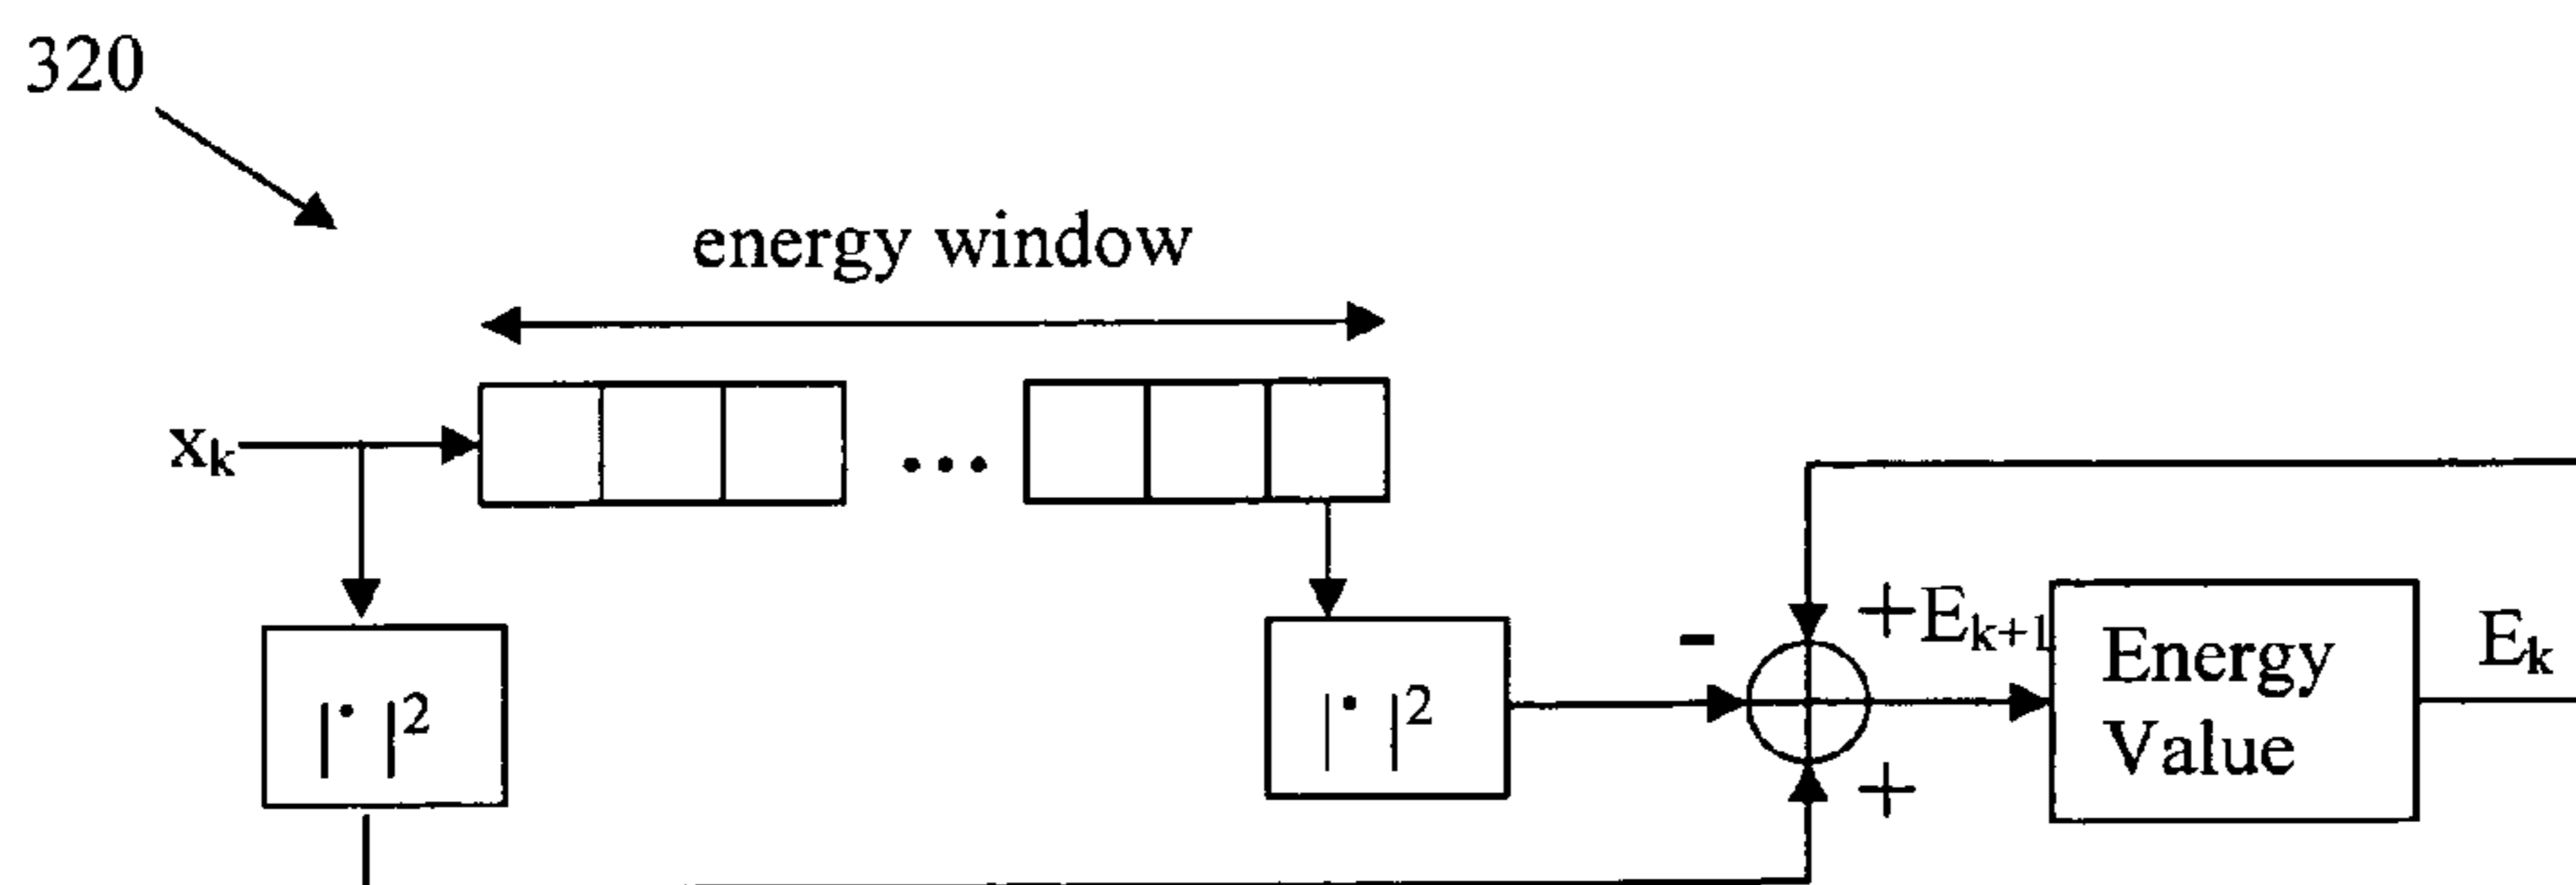 320
energy window
xₖ
...
|•|²
|•|²
-
+
Eₖ₊₁
+
Energy
Value
Eₖ